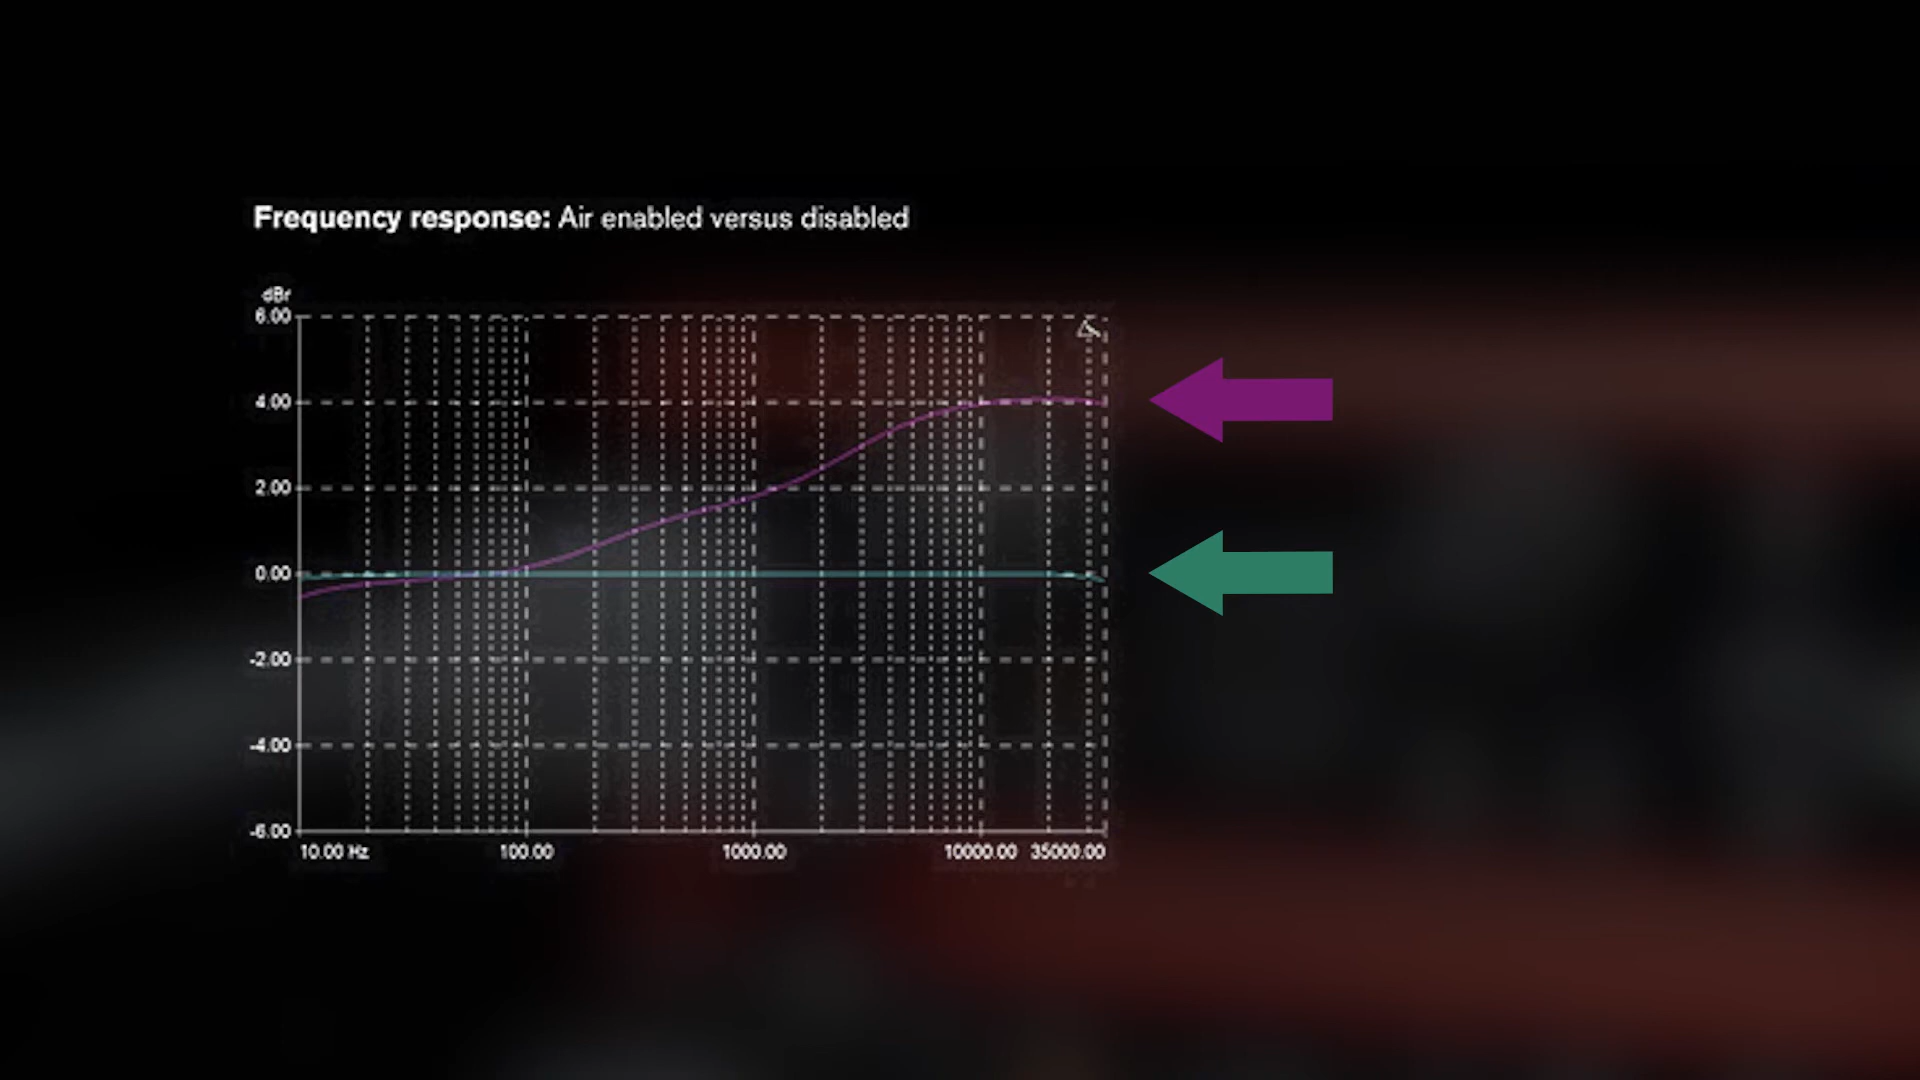 Frequency response: Air enabled versus disabled
dBr
6.00
4.00
2.00
0.00
-2.00
-4.00
-6.00
10.00 Hz 100.00 1000.00 10000.00 35000.00